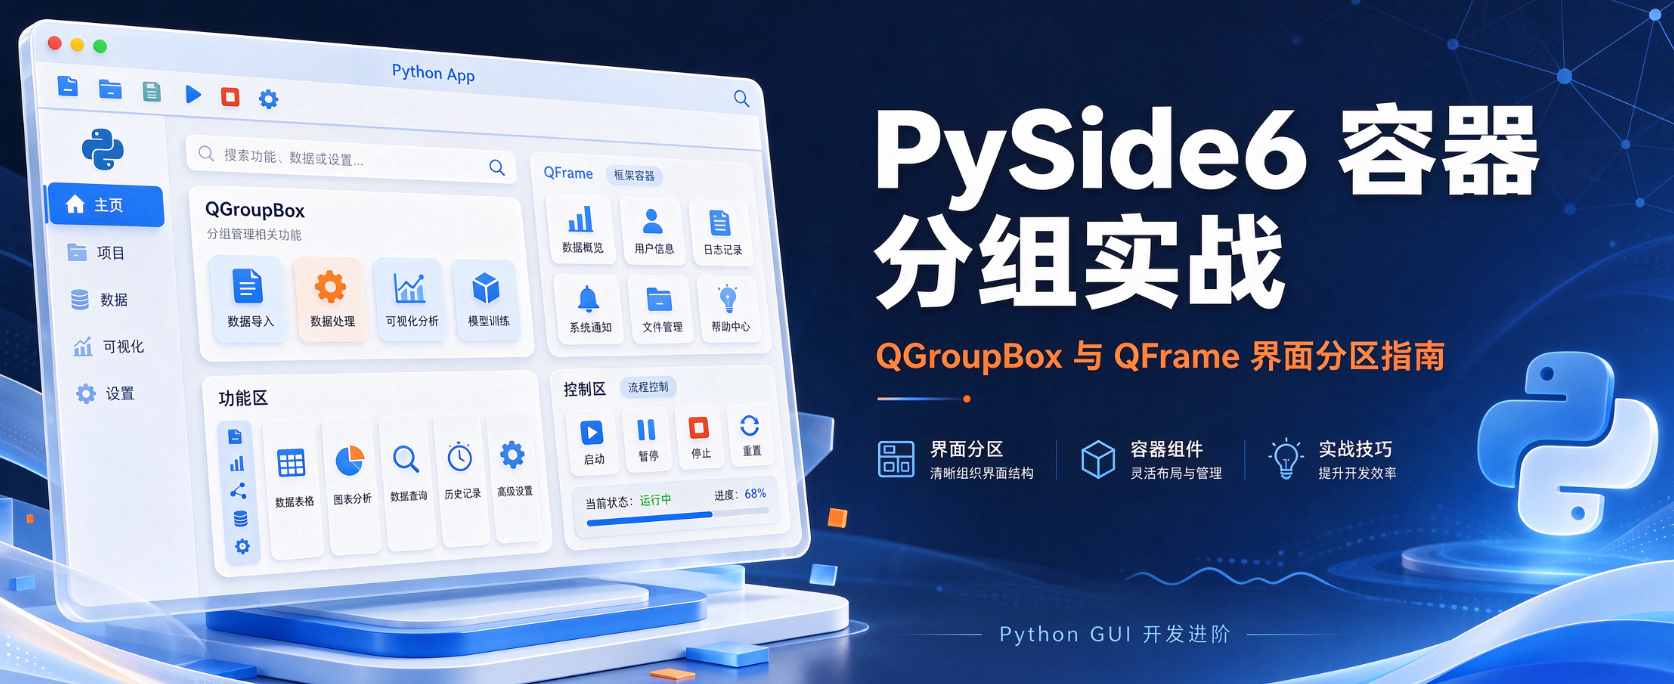 Python App
主页
项目
数据
可视化
设置
搜索功能、数据或设置...
QGroupBox
分组管理相关功能
数据导入
数据处理
可视化分析
模型训练
QFrame
框架容器
数据概览
用户信息
日志记录
系统通知
文件管理
帮助中心
功能区
数据表格
图表分析
数据查询
历史记录
高级设置
控制区
流程控制
启动
暂停
停止
重置
当前状态：运行中
进度：68%
PySide6 容器
分组实战
QGroupBox 与 QFrame 界面分区指南
界面分区
清晰组织界面结构
容器组件
灵活布局与管理
实战技巧
提升开发效率
Python GUI 开发进阶